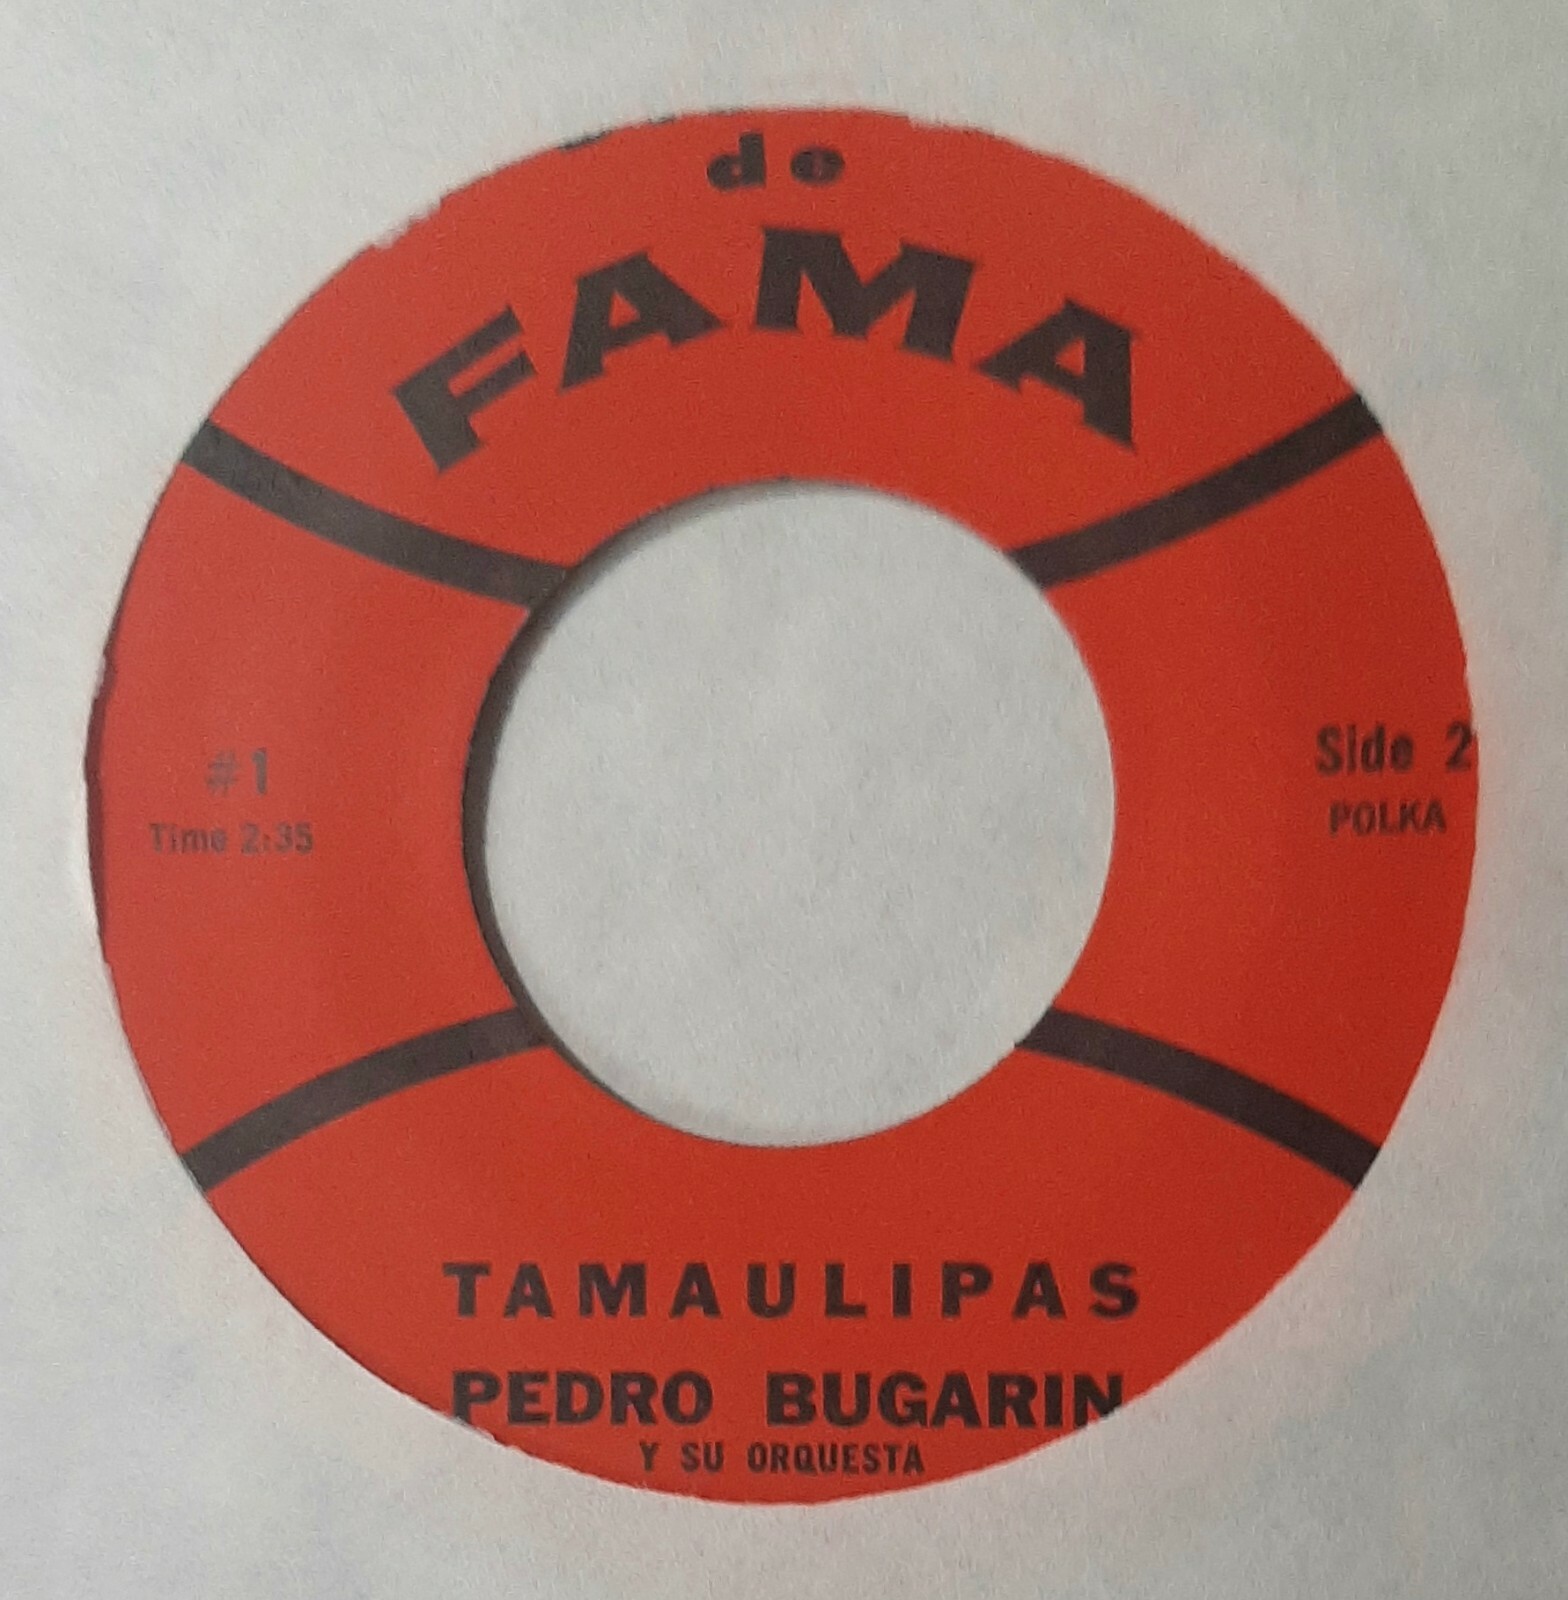 de
FAMA
#1
Time 2:35
Side 2
POLKA
TAMAULIPAS
PEDRO BUGARIN
Y SU ORQUESTA